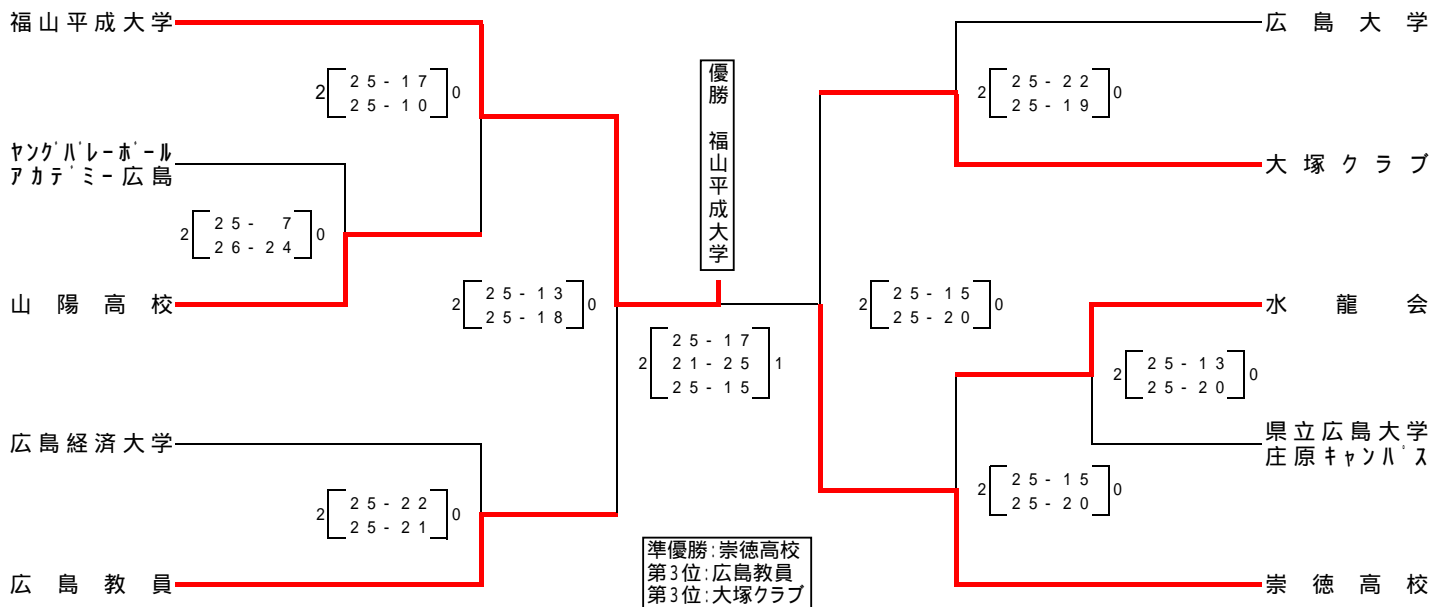 福山平成大学
2 25-17 0
25-10
ヤングバレーボール
アカデミー広島
2 25- 7 0
26-24
山陽高校
2 25-13 0
25-18
広島経済大学
2 25-22 0
25-21
広島教員
優勝 福山平成大学
2 25-17 1
21-25
25-15
準優勝:崇徳高校
第3位:広島教員
第3位:大塚クラブ
広島大学
2 25-22 0
25-19
大塚クラブ
2 25-15 0
25-20
水龍会
2 25-13 0
25-20
県立広島大学
庄原キャンパス
2 25-15 0
25-20
崇徳高校